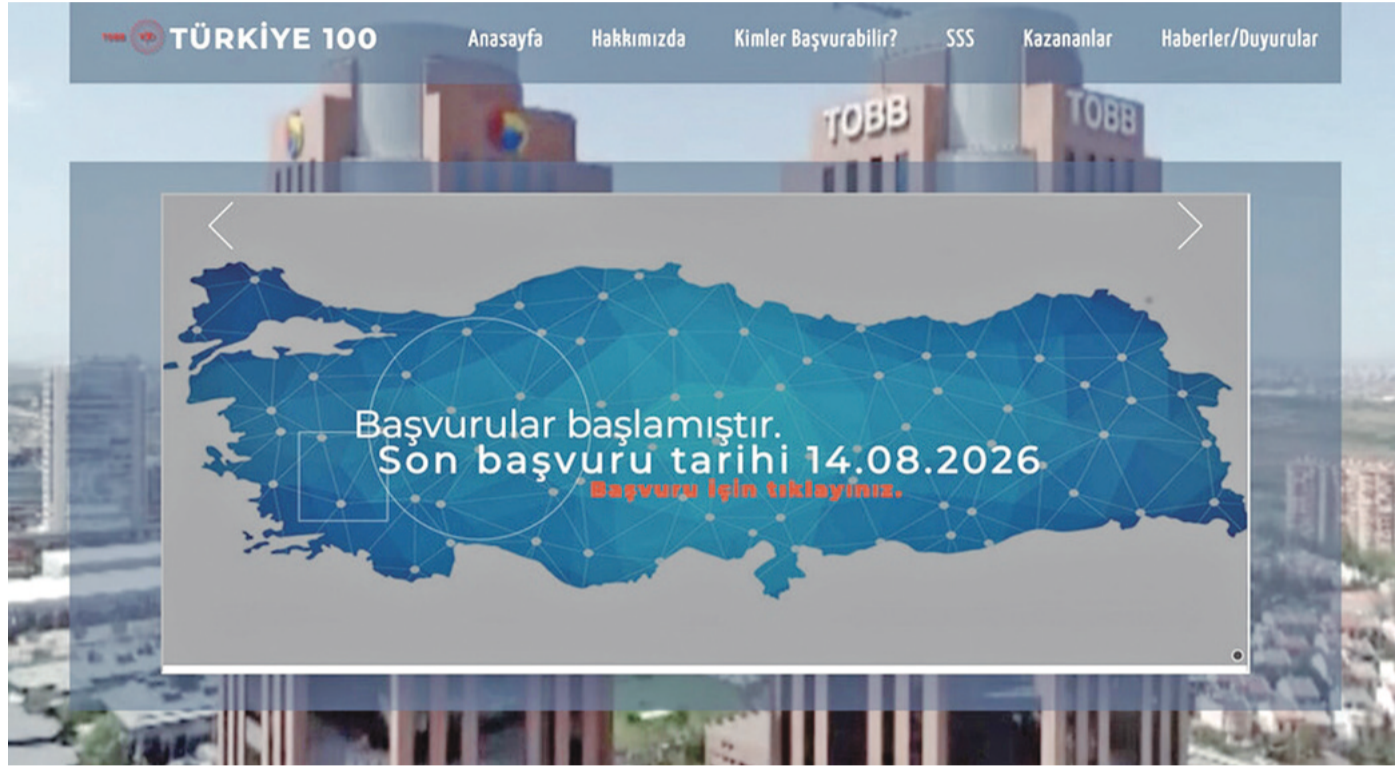 TOBB
TÜRKİYE 100
Anasayfa
Hakkımızda
Kimler Başvurabilir?
SSS
Kazananlar
Haberler/Duyurular
TOBB
TOBB
Başvurular başlamıştır.
Son başvuru tarihi 14.08.2026
Başvuru için tıklayınız.